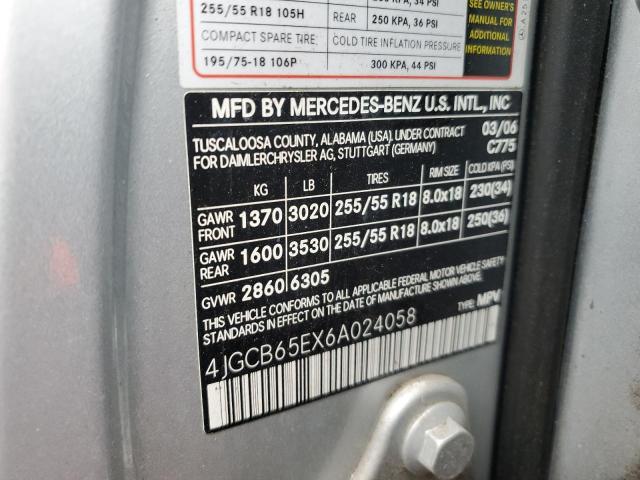 255/55 R18 105H
REAR 250 KPA, 36 PSI
COMPACT SPARE TIRE COLD TIRE INFLATION PRESSURE
195/75-18 106P 300 KPA, 44 PSI
SEE OWNER'S
MANUAL FOR
ADDITIONAL
INFORMATION
MFD BY MERCEDES-BENZ U.S. INTL., INC
TUSCALOOSA COUNTY, ALABAMA (USA), UNDER CONTRACT 03/06
FOR DAIMLERCHRYSLER AG, STUTTGART (GERMANY) C775
KG LB TIRES RIM SIZE COLD KPA (PSI)
GAWR FRONT 1370 3020 255/55 R18 8.0x18 230(34)
GAWR REAR 1600 3530 255/55 R18 8.0x18 250(36)
GVWR 2860 6305
THIS VEHICLE CONFORMS TO ALL APPLICABLE FEDERAL MOTOR VEHICLE SAFETY
STANDARDS IN EFFECT ON THE DATE OF MANUFACTURE SHOWN ABOVE.
4JGCB65EX6A024058 TYPE: MPV